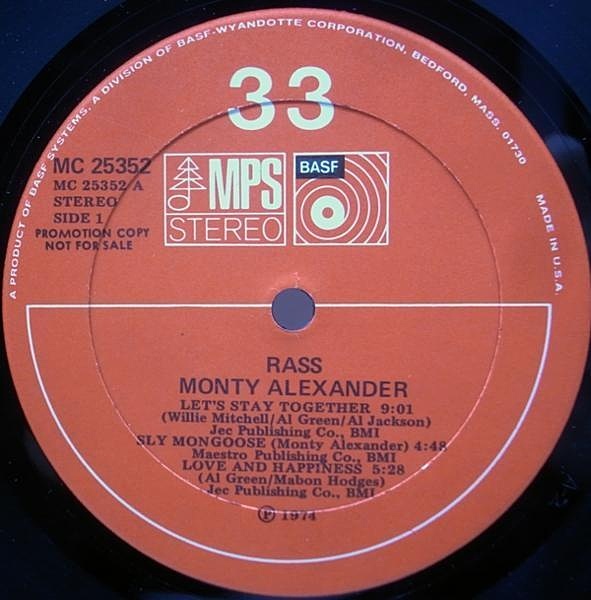 A PRODUCT OF BASF SYSTEMS, A DIVISION OF BASF-WYANDOTTE CORPORATION, BEDFORD, MASS. 01730
33
MC 25352
MC 25352 A
STEREO
SIDE 1
PROMOTION COPY
NOT FOR SALE
MPS
STEREO
BASF
MADE IN U.S.A.
RASS
MONTY ALEXANDER
LET'S STAY TOGETHER 9:01
(Willie Mitchell/Al Green/Al Jackson)
Jec Publishing Co., BMI
SLY MONGOOSE (Monty Alexander) 4:48
Maestro Publishing Co., BMI
LOVE AND HAPPINESS 5:28
(Al Green/Mabon Hodges)
Jec Publishing Co., BMI
Ⓟ 1974